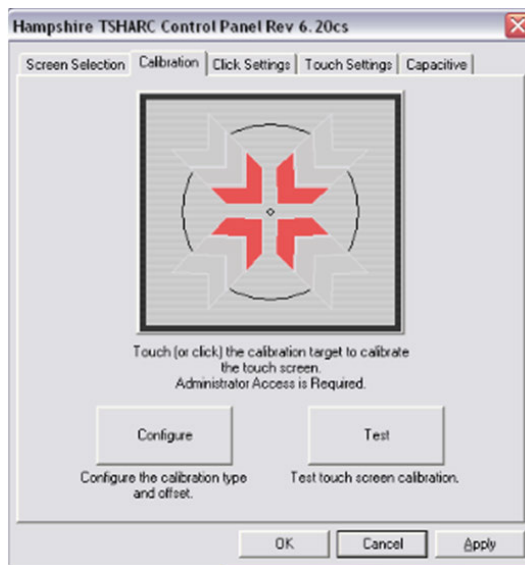 Hampshire TSHARC Control Panel Rev 6.20cs
Screen Selection Calibration Click Settings Touch Settings Capacitive
Touch (or click) the calibration target to calibrate
the touch screen.
Administrator Access is Required.
Configure Test
Configure the calibration type Test touch screen calibration.
and offset.
OK Cancel Apply